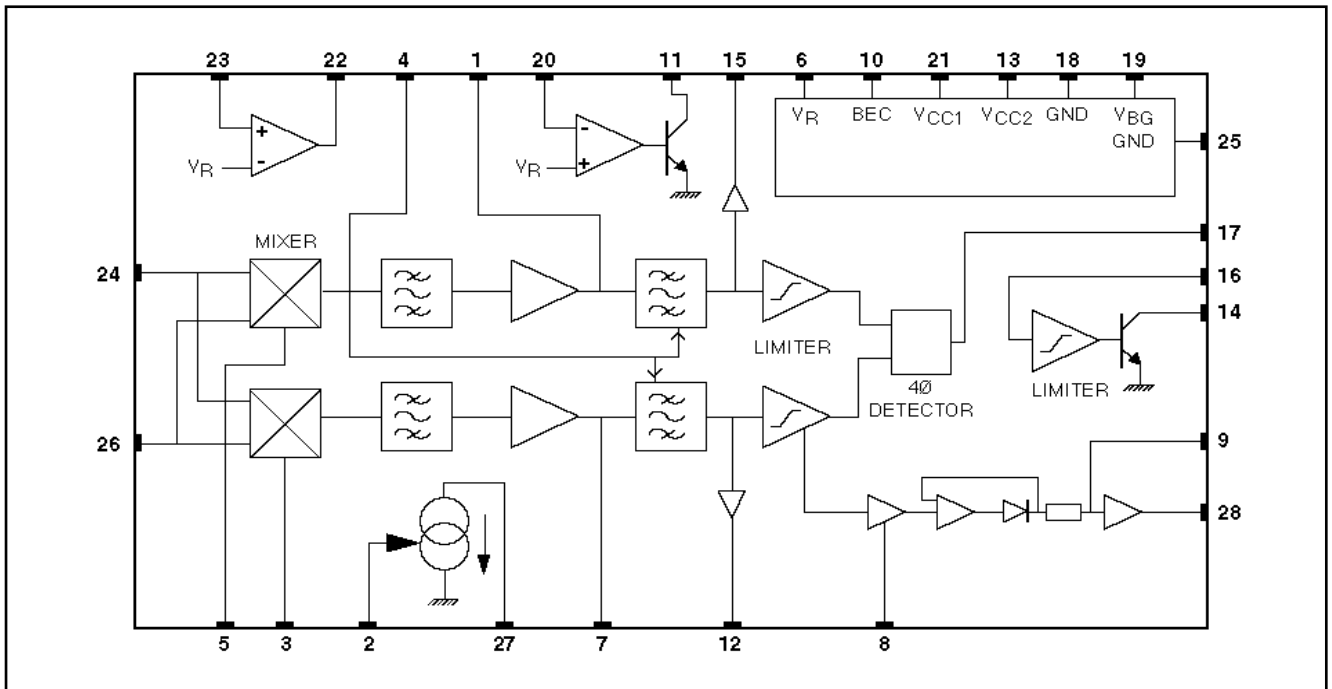 23 22 4 1 20 11 15 6 10 21 13 18 19
VR BEC VCC1 VCC2 GND VBG
GND
25
+
-
VR
-
+
VR
17
MIXER
24
16
14
LIMITER
LIMITER
4Ø
DETECTOR
26
9
28
5 3 2 27 7 12 8